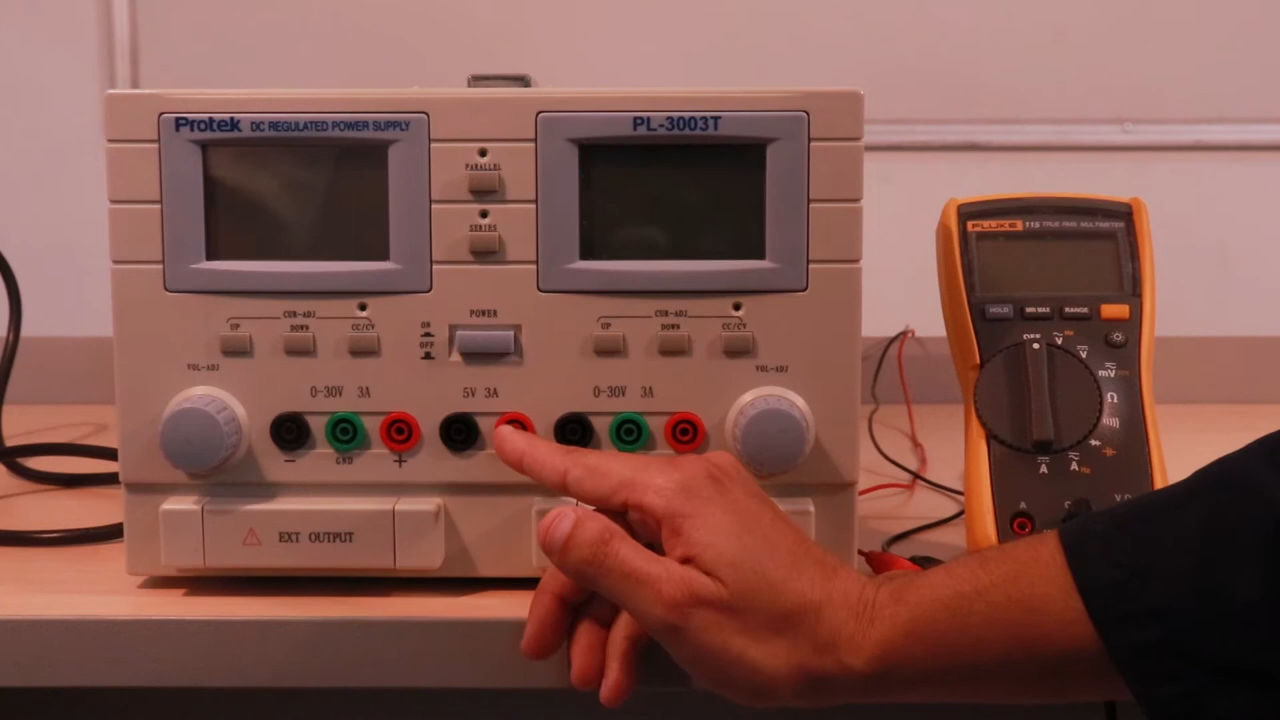 Protek DC REGULATED POWER SUPPLY
PL-3003T
PARALLEL
SERIES
CUR-ADJ
UP DOWN CC/CV
POWER
ON
OFF
CUR-ADJ
UP DOWN CC/CV
VOL-ADJ
VOL-ADJ
0-30V 3A
5V 3A
0-30V 3A
− GND +
EXT OUTPUT
FLUKE 115 TRUE RMS MULTIMETER
HOLD MIN MAX RANGE
OFF
V Hz
V
mV
Ω
A
A Hz
A
V Ω